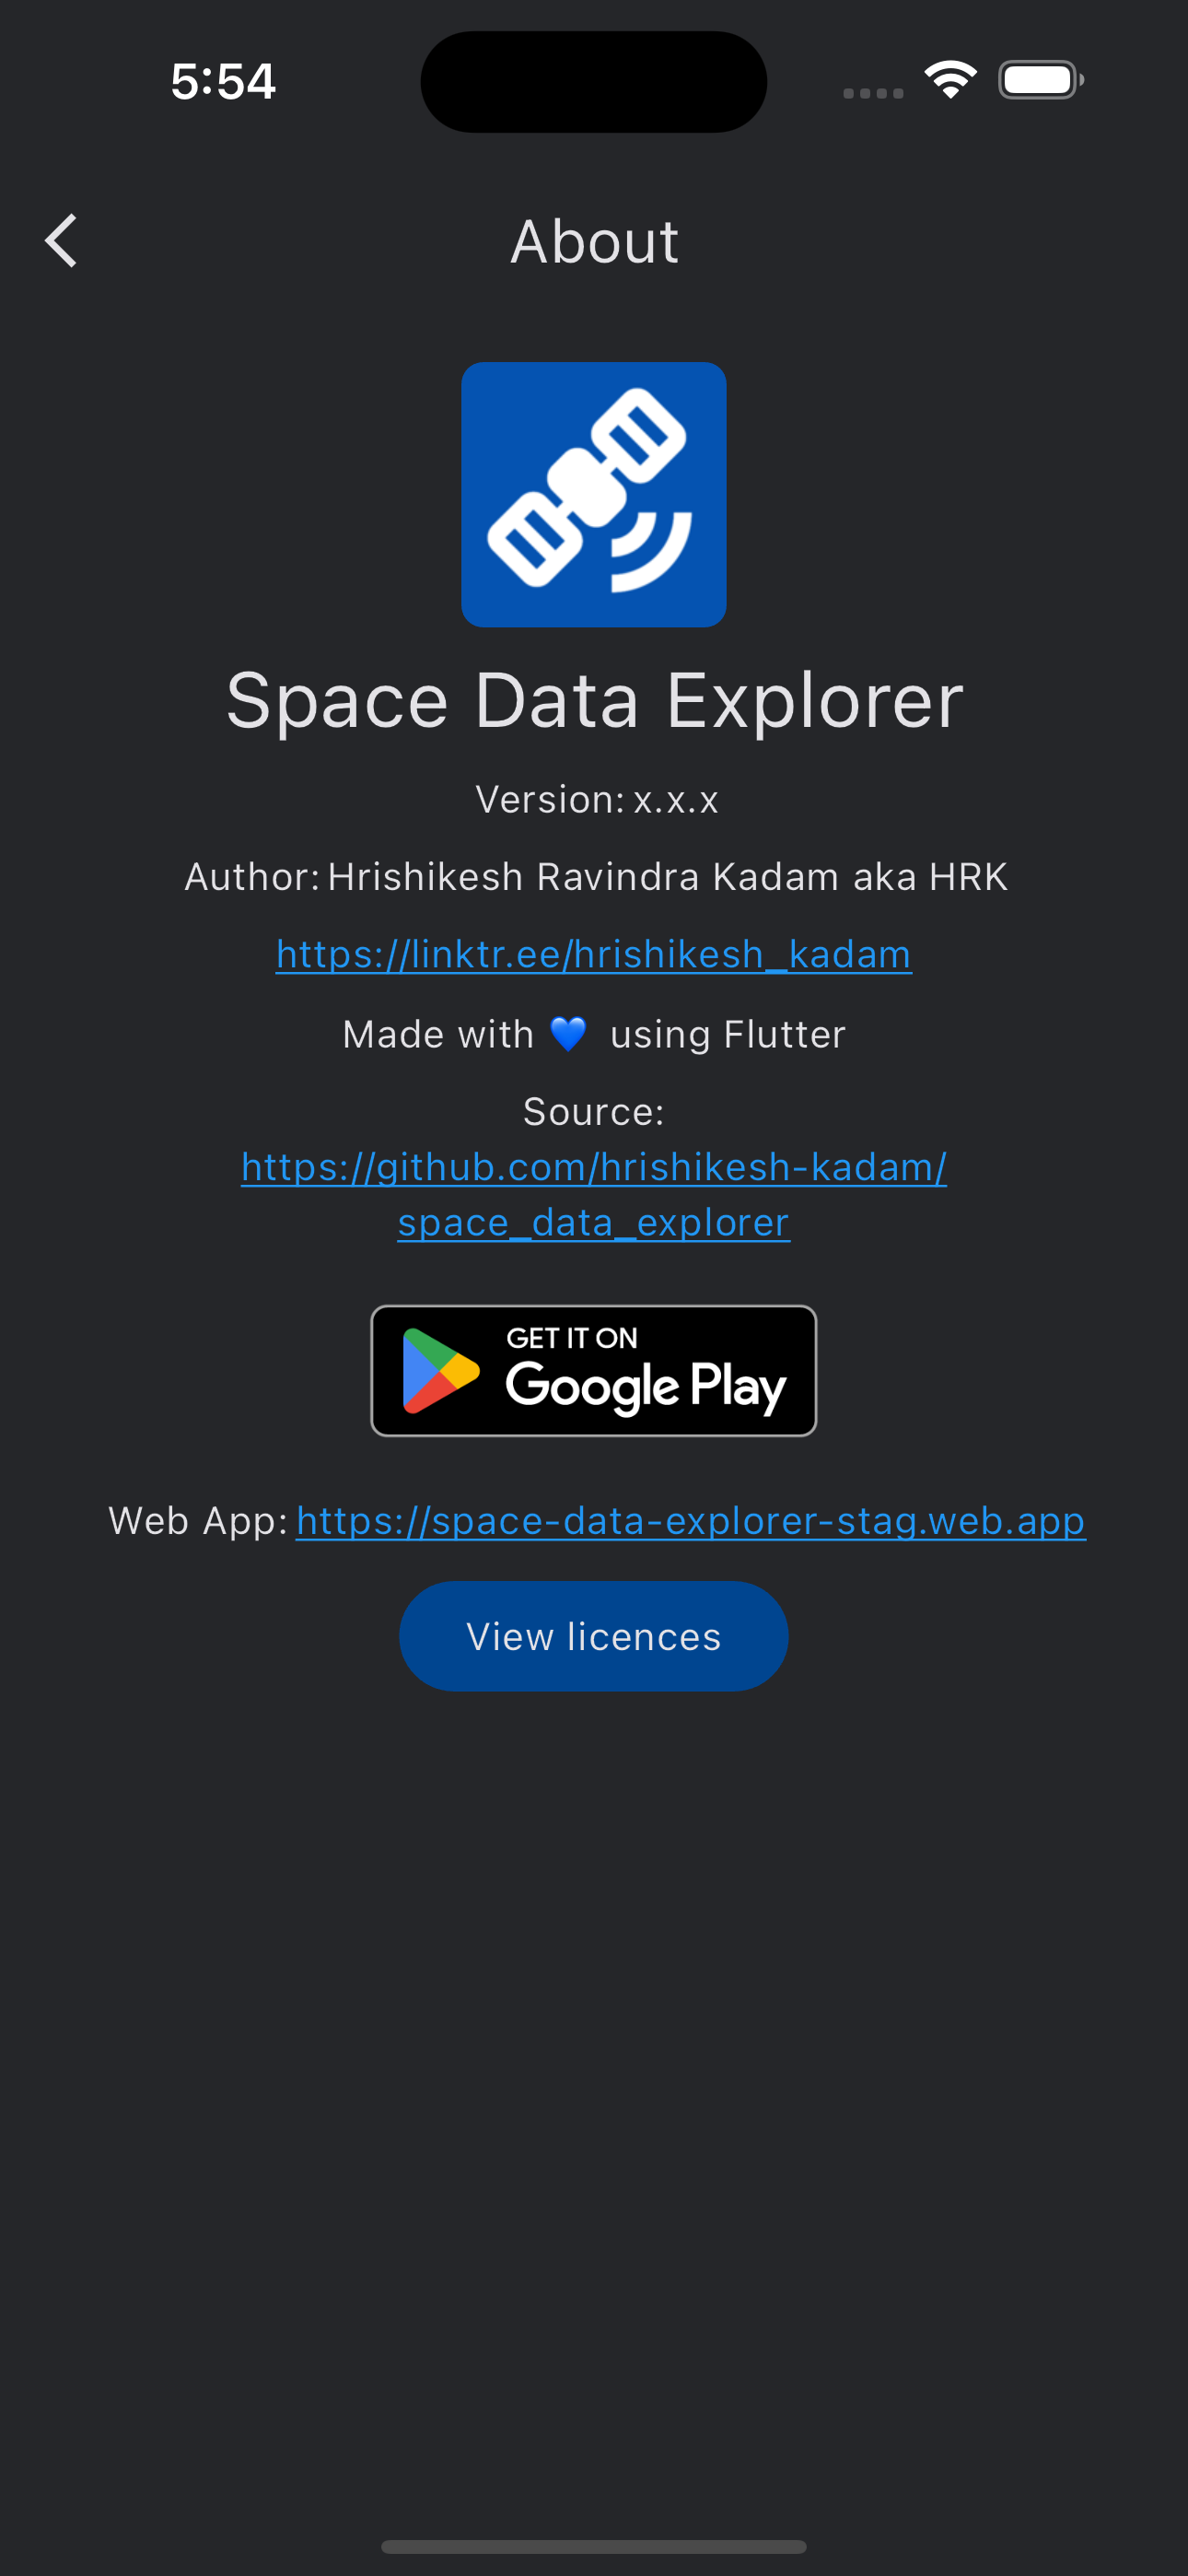 5:54
About
Space Data Explorer
Version: x.x.x
Author: Hrishikesh Ravindra Kadam aka HRK
https://linktr.ee/hrishikesh_kadam
Made with 💙 using Flutter
Source:
https://github.com/hrishikesh-kadam/
space_data_explorer
GET IT ON
Google Play
Web App: https://space-data-explorer-stag.web.app
View licences